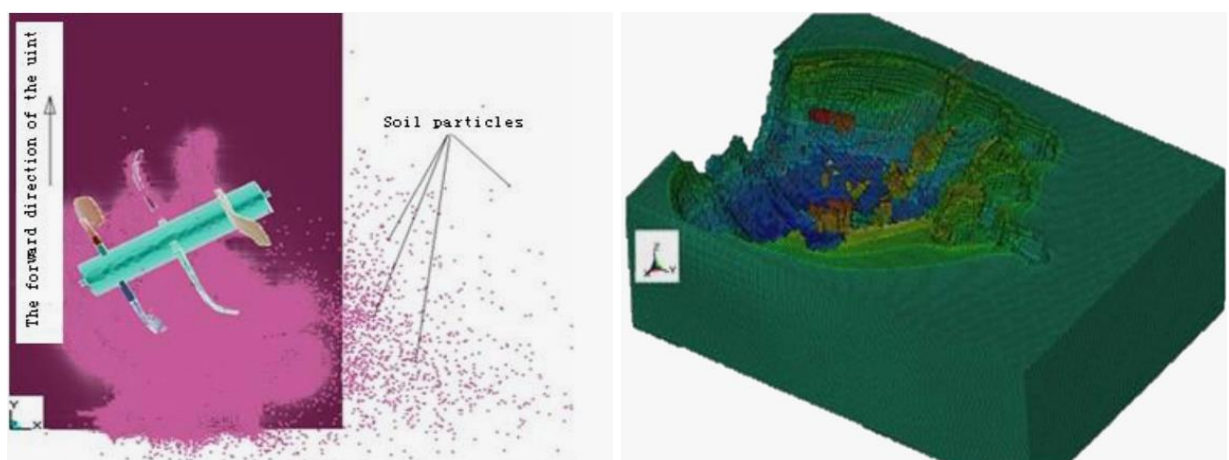 The forward direction of the uint
Soil particles
Y
X
Y